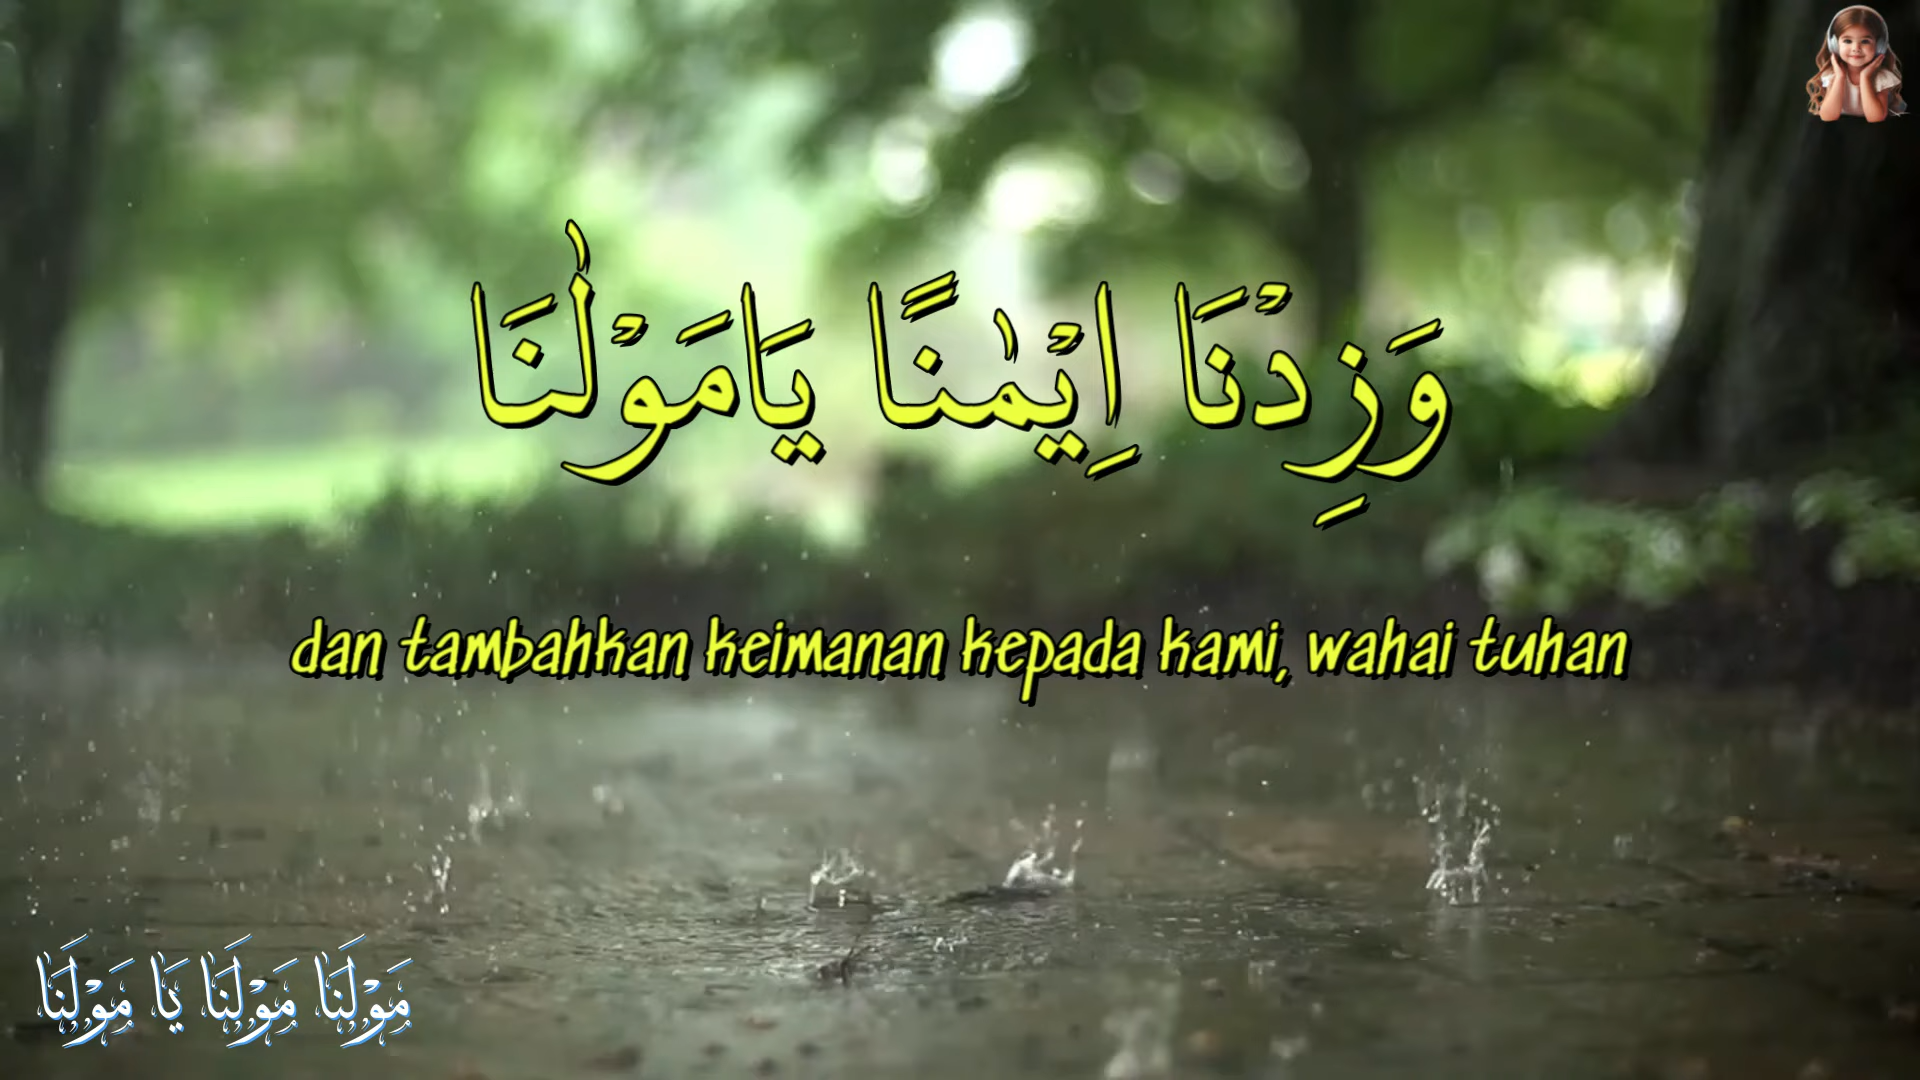 وَزِدْنَا اِيْمٰنًا يَامَوْلٰنَا
dan tambahkan keimanan kepada kami, wahai tuhan
مَوْلَنَا مَوْلَنَا يَا مَوْلَنَا